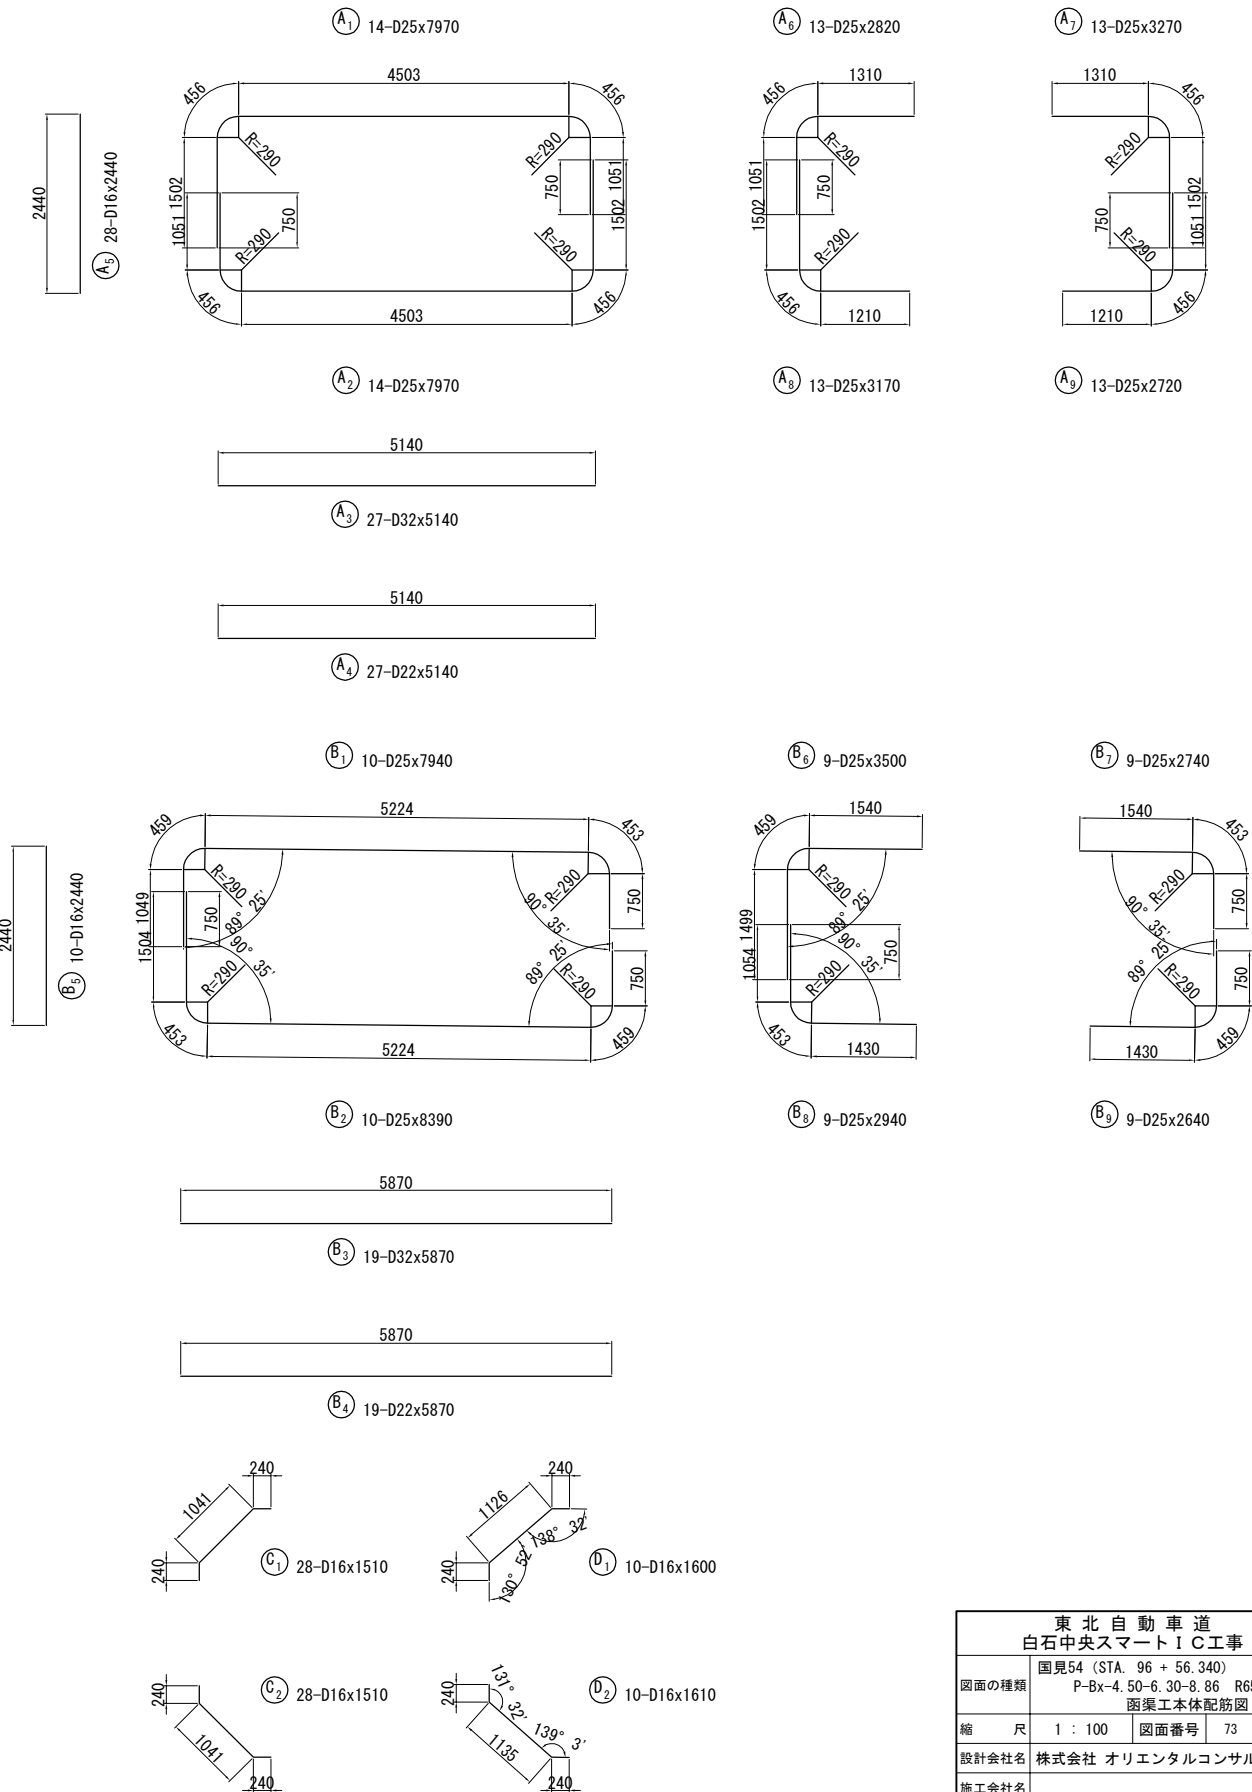 A1 14-D25x7970
A6 13-D25x2820
A7 13-D25x3270
4503
456
456
R=290
R=290
1051 1502
750
750
1502 1051
R=290
R=290
456
456
4503
2440
A5 28-D16x2440
1310
456
R=290
1502 1051
750
R=290
456
1210
1310
456
R=290
750
1051 1502
R=290
456
1210
A2 14-D25x7970
A8 13-D25x3170
A9 13-D25x2720
5140
A3 27-D32x5140
5140
A4 27-D22x5140
B1 10-D25x7940
B6 9-D25x3500
B7 9-D25x2740
5224
459
453
R=290
R=290
1504 1049
750
89° 25'
90° 35'
750
90° 35'
89° 25'
R=290
R=290
750
453
459
5224
2440
B5 10-D16x2440
1540
459
R=290
89° 25'
1054 1499
90° 35'
750
R=290
453
1430
1540
453
R=290
90° 35'
750
89° 25'
R=290
750
459
1430
B2 10-D25x8390
B8 9-D25x2940
B9 9-D25x2640
5870
B3 19-D32x5870
5870
B4 19-D22x5870
240
1041
240
C1 28-D16x1510
240
1126
138° 32'
130° 52'
240
D1 10-D16x1600
240
1041
240
C2 28-D16x1510
240
131° 32'
139° 3'
1135
240
D2 10-D16x1610
東北自動車道
白石中央スマートIC工事
図面の種類
国見54 (STA. 96 + 56.340)
P-Bx-4.50-6.30-8.86 R65
函渠工本体配筋図
縮尺 1 : 100 図面番号 73
設計会社名 株式会社 オリエンタルコンサル
施工会社名